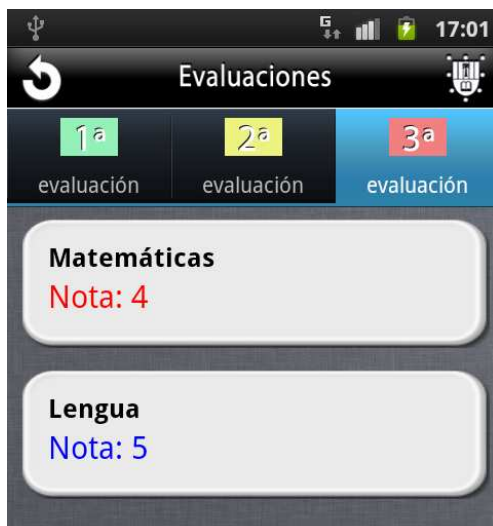 G 17:01
Evaluaciones
1ª 2ª 3ª
evaluación evaluación evaluación
Matemáticas
Nota: 4
Lengua
Nota: 5